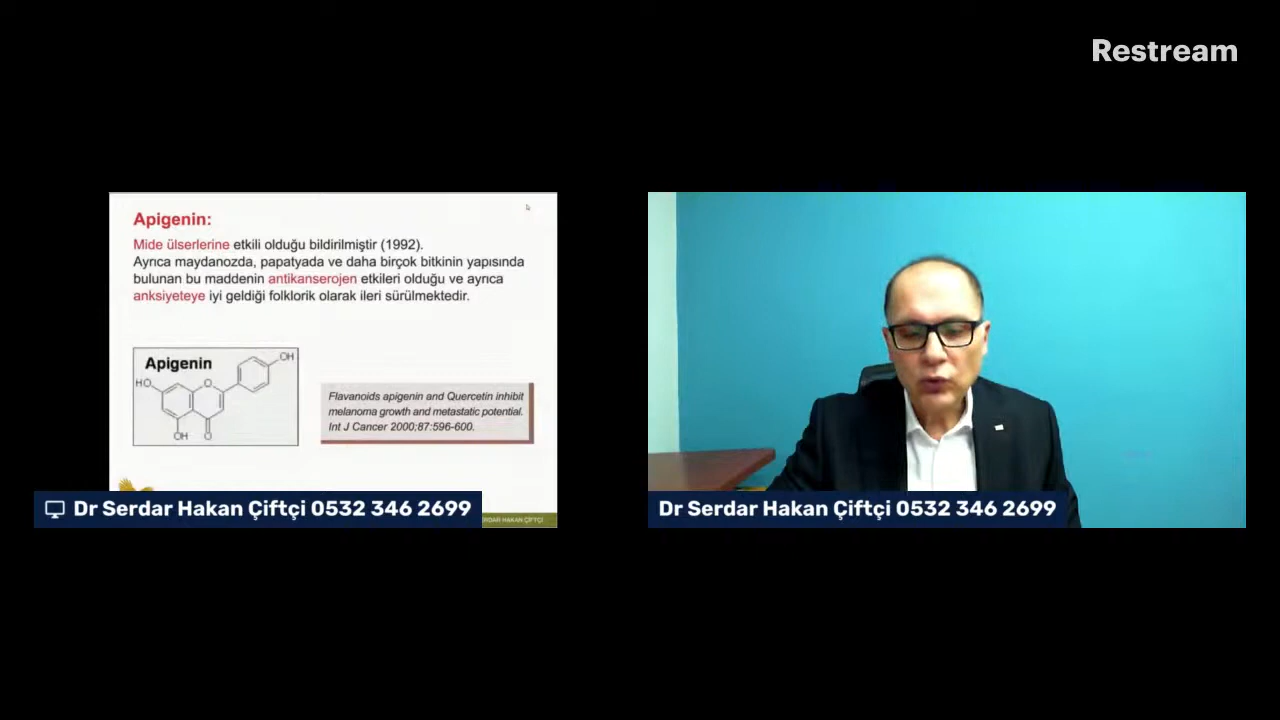 Restream
Apigenin:
Mide ülserlerine etkili olduğu bildirilmiştir (1992).
Ayrıca maydanozda, papatyada ve daha birçok bitkinin yapısında
bulunan bu maddenin antikanserojen etkileri olduğu ve ayrıca
anksiyeteye iyi geldiği folklorik olarak ileri sürülmektedir.
Apigenin
OH
HO
O
OH
O
Flavanoids apigenin and Quercetin inhibit
melanoma growth and metastatic potential.
Int J Cancer 2000;87:596-600.
Dr Serdar Hakan Çiftçi 0532 346 2699
HAKAN ÇİFTÇİ
Dr Serdar Hakan Çiftçi 0532 346 2699